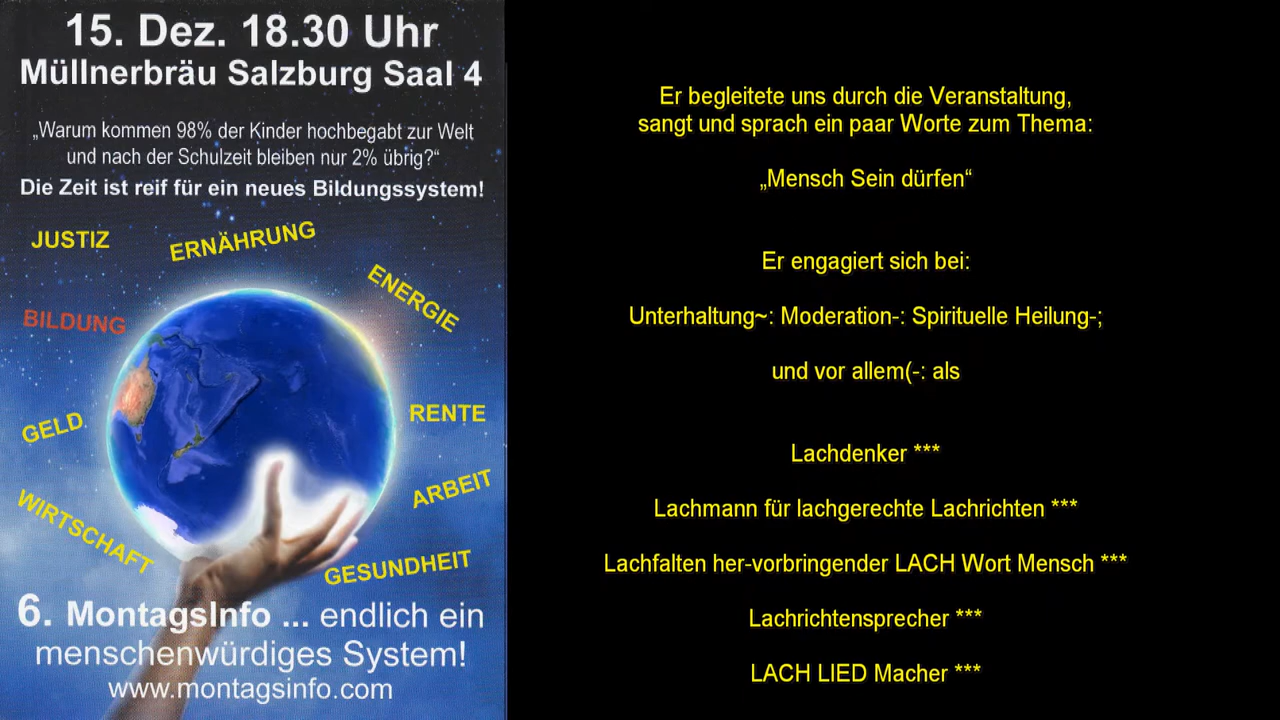 15. Dez. 18.30 Uhr
Müllnerbräu Salzburg Saal 4
„Warum kommen 98% der Kinder hochbegabt zur Welt
und nach der Schulzeit bleiben nur 2% übrig?“
Die Zeit ist reif für ein neues Bildungssystem!
JUSTIZ
ERNÄHRUNG
ENERGIE
BILDUNG
GELD
RENTE
ARBEIT
WIRTSCHAFT
GESUNDHEIT
6. MontagsInfo ... endlich ein
menschenwürdiges System!
www.montagsinfo.com
Er begleitete uns durch die Veranstaltung,
sangt und sprach ein paar Worte zum Thema:
„Mensch Sein dürfen“
Er engagiert sich bei:
Unterhaltung~: Moderation-: Spirituelle Heilung-;
und vor allem(-: als
Lachdenker ***
Lachmann für lachgerechte Lachrichten ***
Lachfalten her-vorbringender LACH Wort Mensch ***
Lachrichtensprecher ***
LACH LIED Macher ***